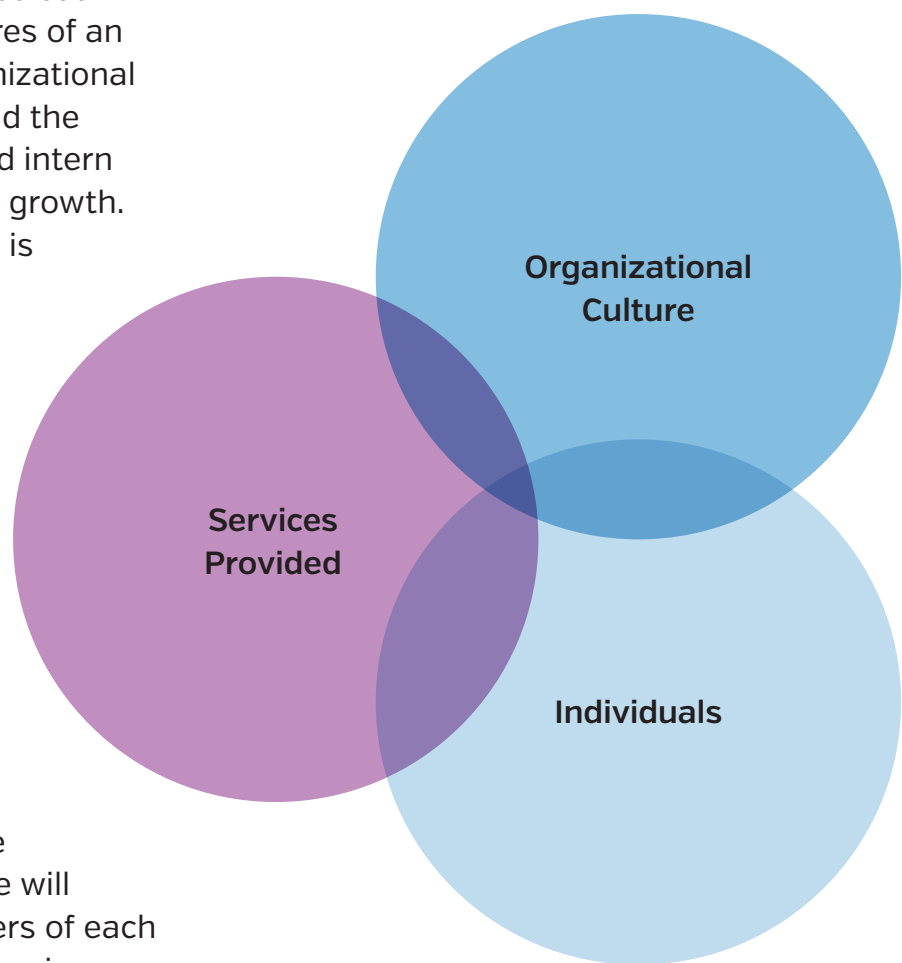 res of an
nizational
d the
d intern
growth.
is
Organizational
Culture
Services
Provided
Individuals
e
e will
ers of each